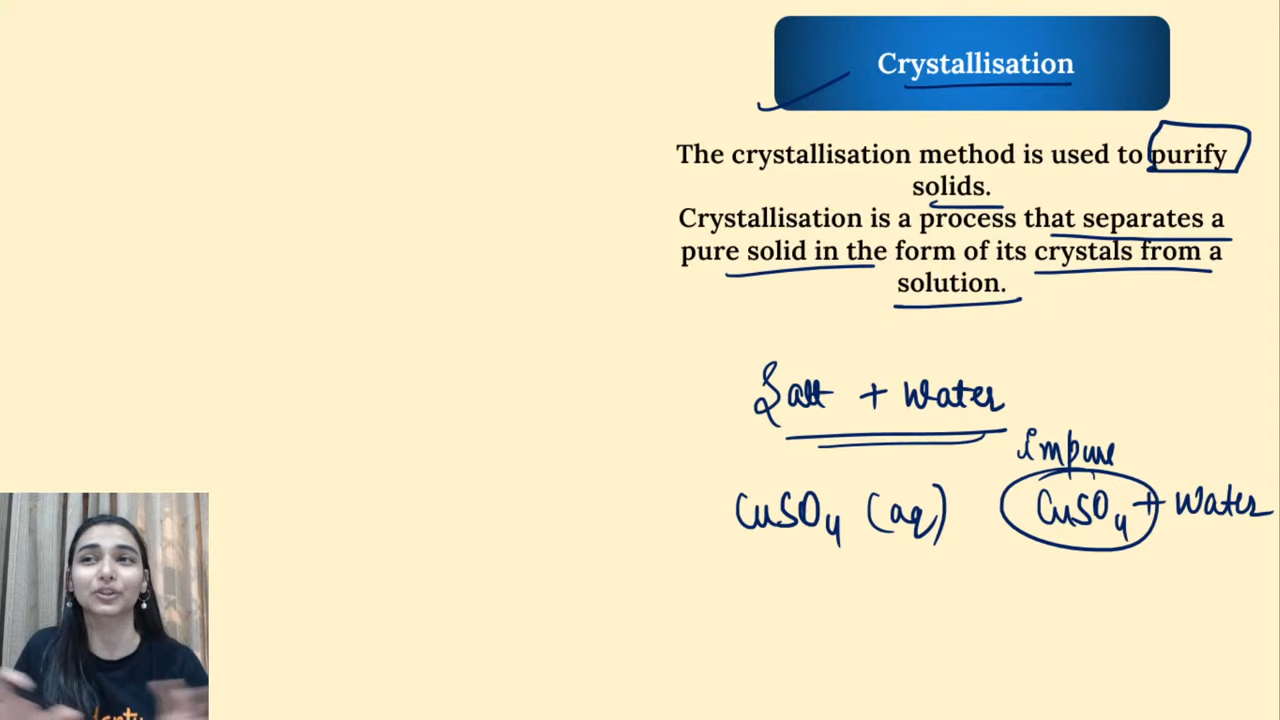 Crystallisation
The crystallisation method is used to purify
solids.
Crystallisation is a process that separates a
pure solid in the form of its crystals from a
solution.
Salt + Water
impure
CuSO4 (aq) CuSO4 + Water